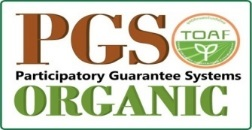 PGS
TOAF
Participatory Guarantee Systems
ORGANIC